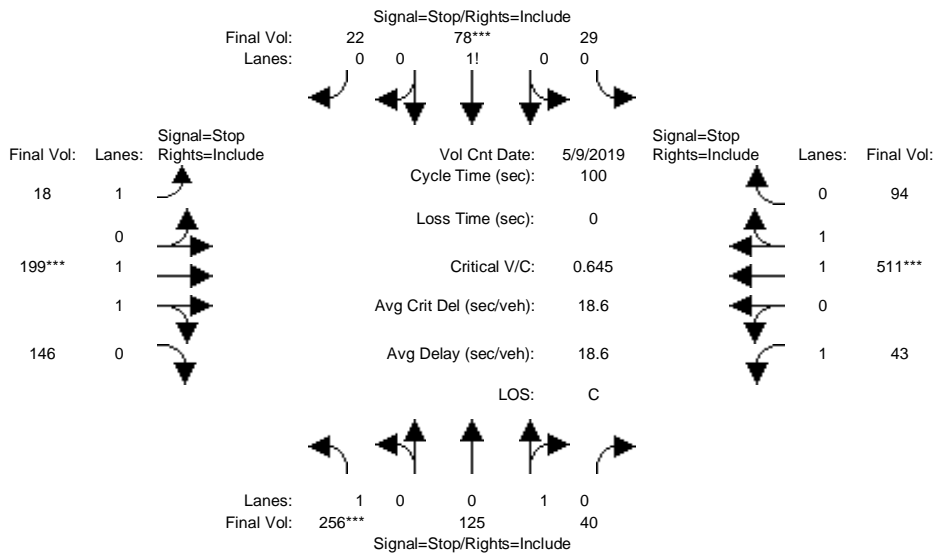 Signal=Stop/Rights=Include
Final Vol: 22 78*** 29
Lanes: 0 0 1! 0 0
Signal=Stop Signal=Stop
Final Vol: Lanes: Rights=Include Vol Cnt Date: 5/9/2019 Rights=Include Lanes: Final Vol:
Cycle Time (sec): 100
18 1 0 94
Loss Time (sec): 0
0 1
199*** 1 Critical V/C: 0.645 1 511***
1 Avg Crit Del (sec/veh): 18.6 0
146 0 Avg Delay (sec/veh): 18.6 1 43
LOS: C
Lanes: 1 0 0 1 0
Final Vol: 256*** 125 40
Signal=Stop/Rights=Include